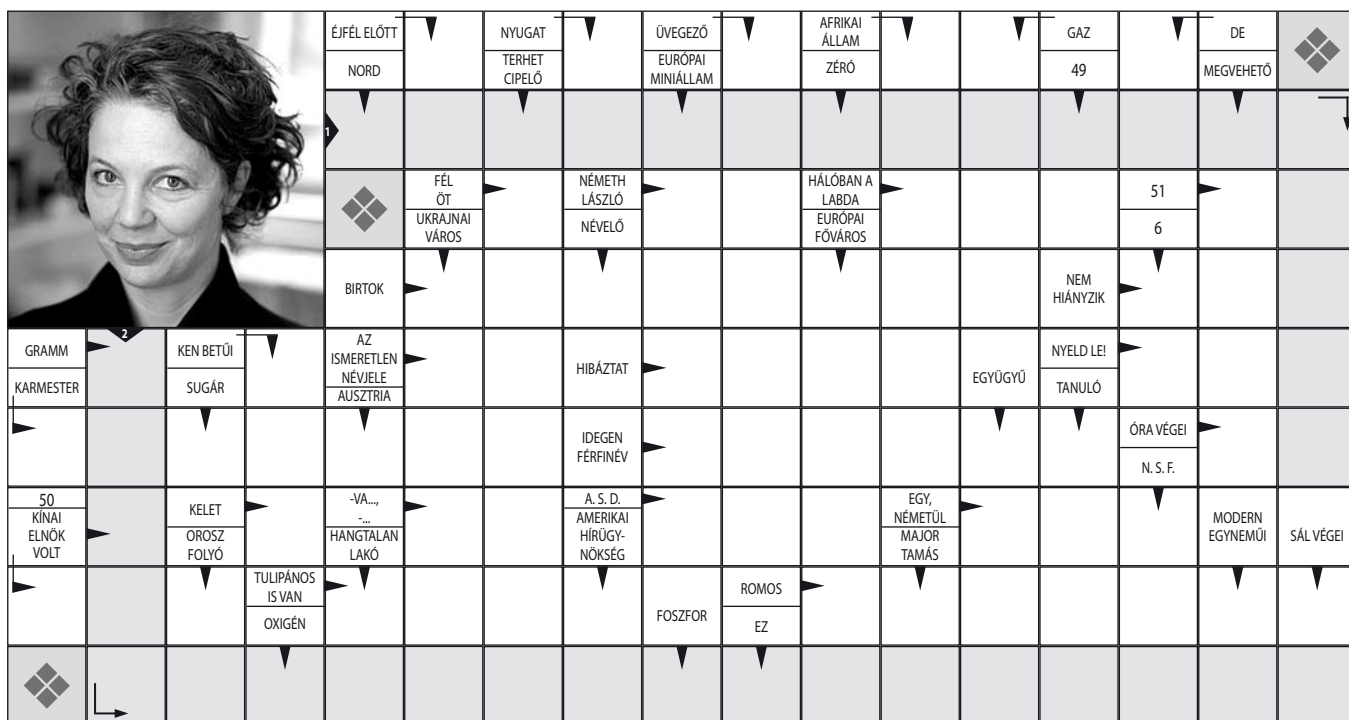 ÉJFÉL ELŐTT
NORD
NYUGAT
TERHET
CIPELŐ
ÜVEGEZŐ
EURÓPAI
MINIÁLLAM
AFRIKAI
ÁLLAM
ZÉRÓ
GAZ
49
DE
MEGVEHETŐ
1
FÉL
ÖT
UKRAJNAI
VÁROS
NÉMETH
LÁSZLÓ
NÉVELŐ
HÁLÓBAN A
LABDA
EURÓPAI
FŐVÁROS
51
6
BIRTOK
NEM
HIÁNYZIK
2
GRAMM
KARMESTER
KEN BETŰI
SUGÁR
AZ
ISMERETLEN
NÉVJELE
AUSZTRIA
HIBÁZTAT
EGYÜGYŰ
NYELD LE!
TANULÓ
IDEGEN
FÉRFINÉV
ÓRA VÉGEI
N. S. F.
50
KÍNAI
ELNÖK
VOLT
KELET
OROSZ
FOLYÓ
-VA...,
-...
HANGTALAN
LAKÓ
A. S. D.
AMERIKAI
HÍRÜGY-
NÖKSÉG
EGY,
NÉMETÜL
MAJOR
TAMÁS
MODERN
EGYNEMŰI
SÁL VÉGEI
TULIPÁNOS
IS VAN
OXIGÉN
FOSZFOR
ROMOS
EZ